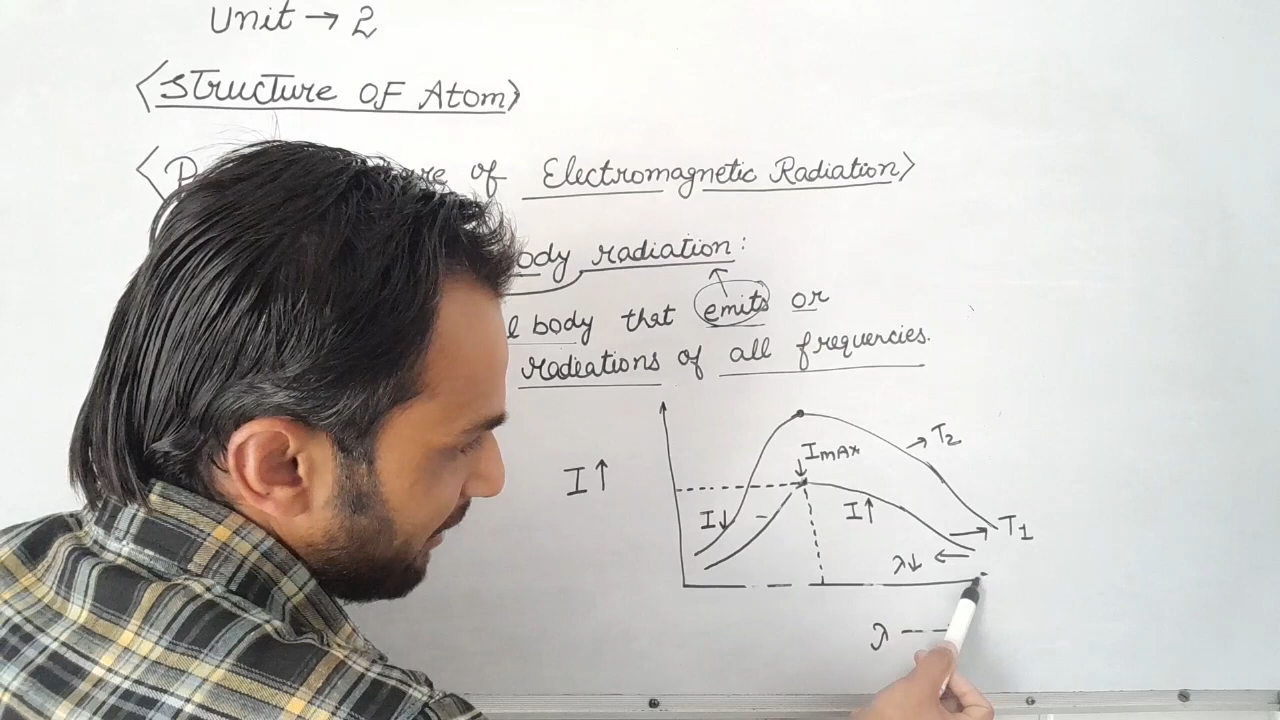 Unit → 2
<Structure OF Atom>
of Electromagnetic Radiation>
body radiation:
body that emits or
radeations of all frequencies.
T2
IMAX
I↑
I↓
I↑
T1
λ↓
λ